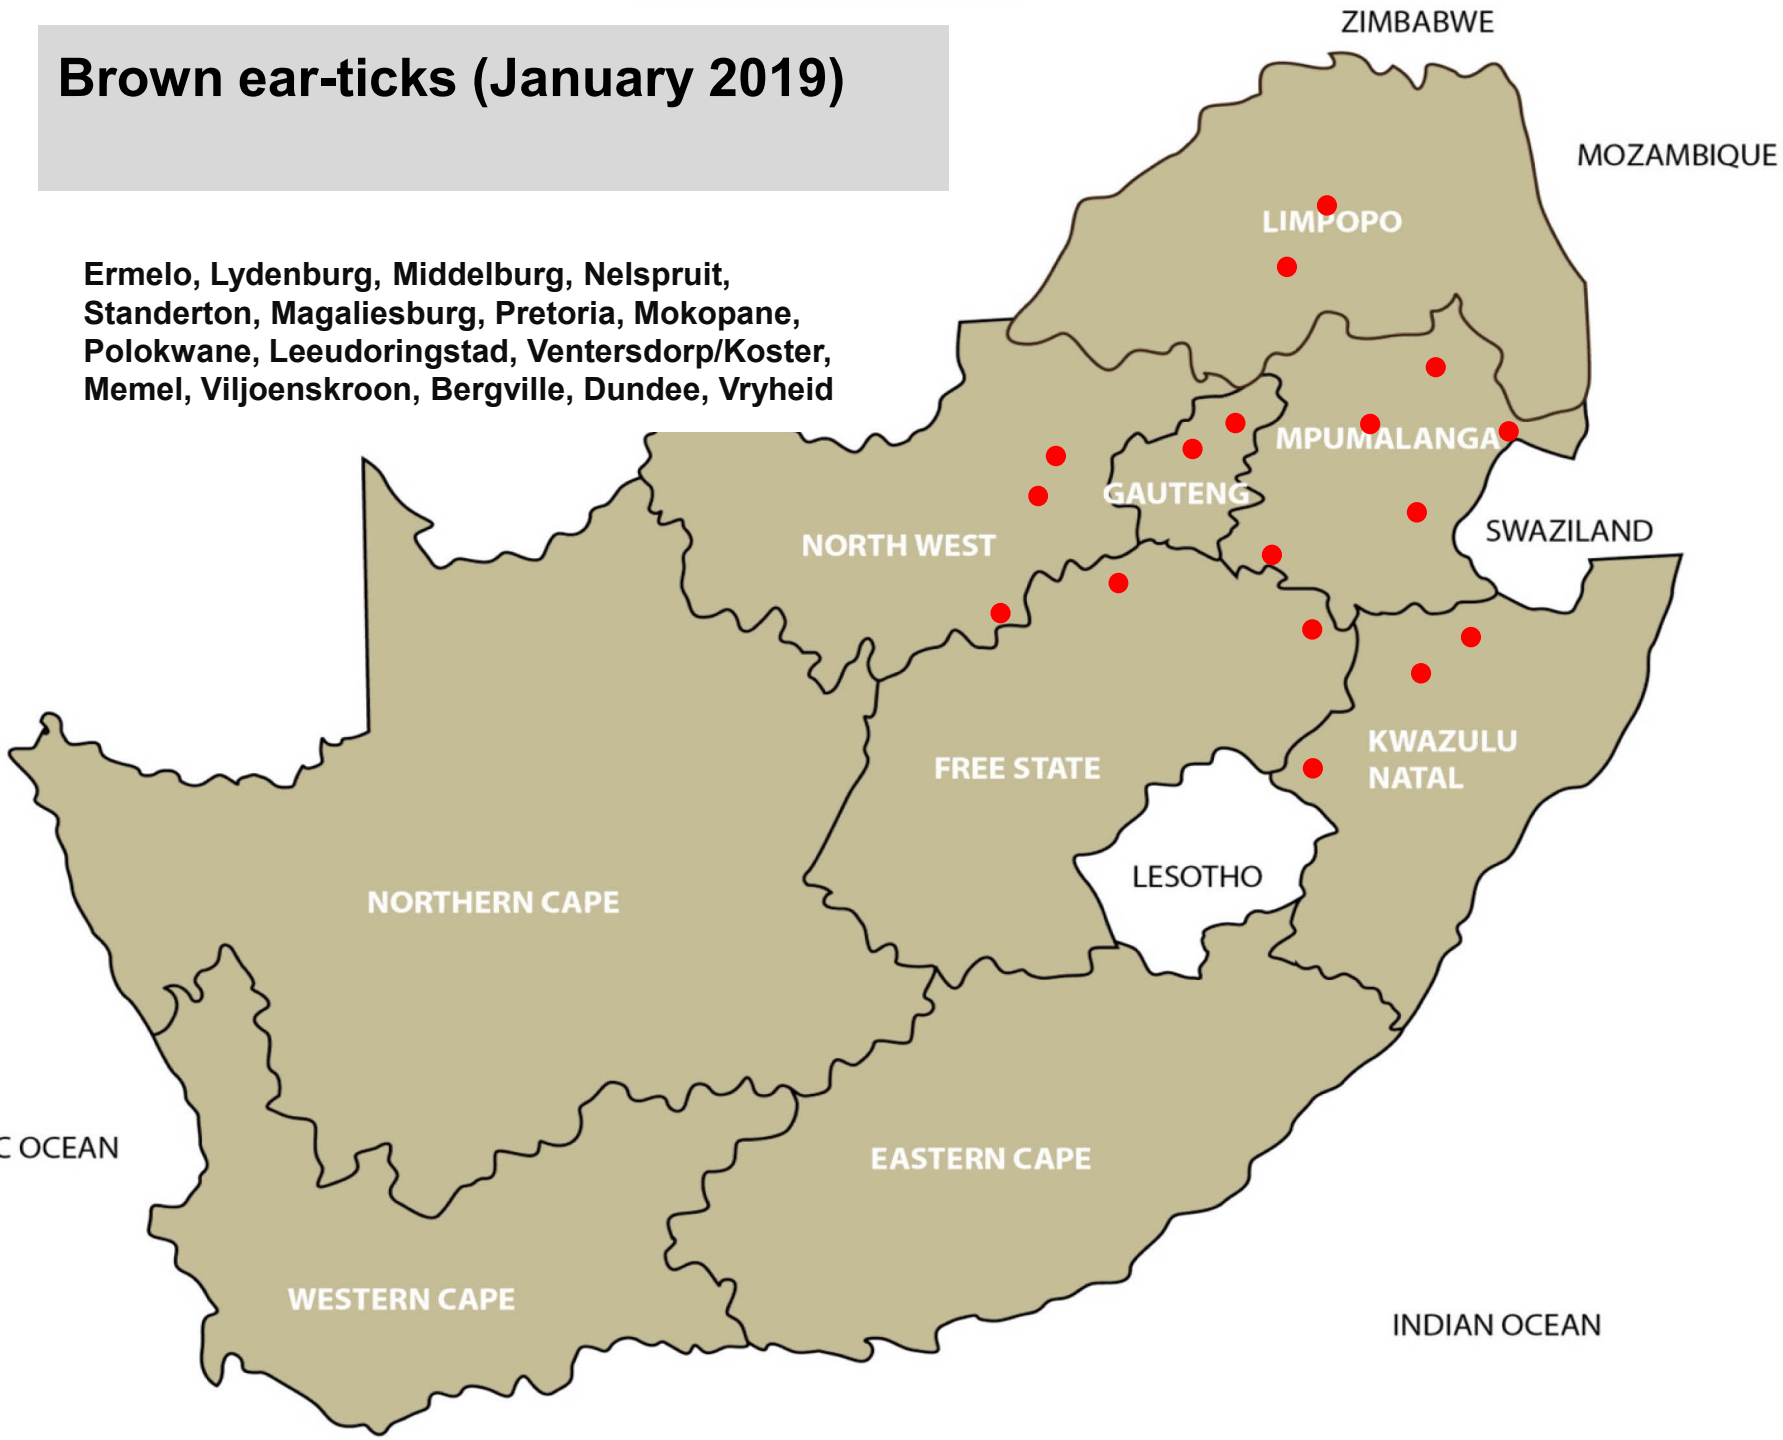 ZIMBABWE
Brown ear-ticks (January 2019)
MOZAMBIQUE
LIMPOPO
Ermelo, Lydenburg, Middelburg, Nelspruit,
Standerton, Magaliesburg, Pretoria, Mokopane,
Polokwane, Leeudoringstad, Ventersdorp/Koster,
Memel, Viljoenskroon, Bergville, Dundee, Vryheid
MPUMALANGA
GAUTENG
SWAZILAND
NORTH WEST
KWAZULU
NATAL
FREE STATE
LESOTHO
NORTHERN CAPE
C OCEAN
EASTERN CAPE
WESTERN CAPE
INDIAN OCEAN